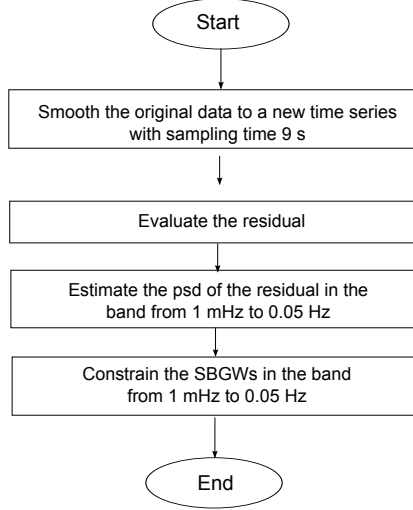 Start
Smooth the original data to a new time series
with sampling time 9 s
Evaluate the residual
Estimate the psd of the residual in the
band from 1 mHz to 0.05 Hz
Constrain the SBGWs in the band
from 1 mHz to 0.05 Hz
End